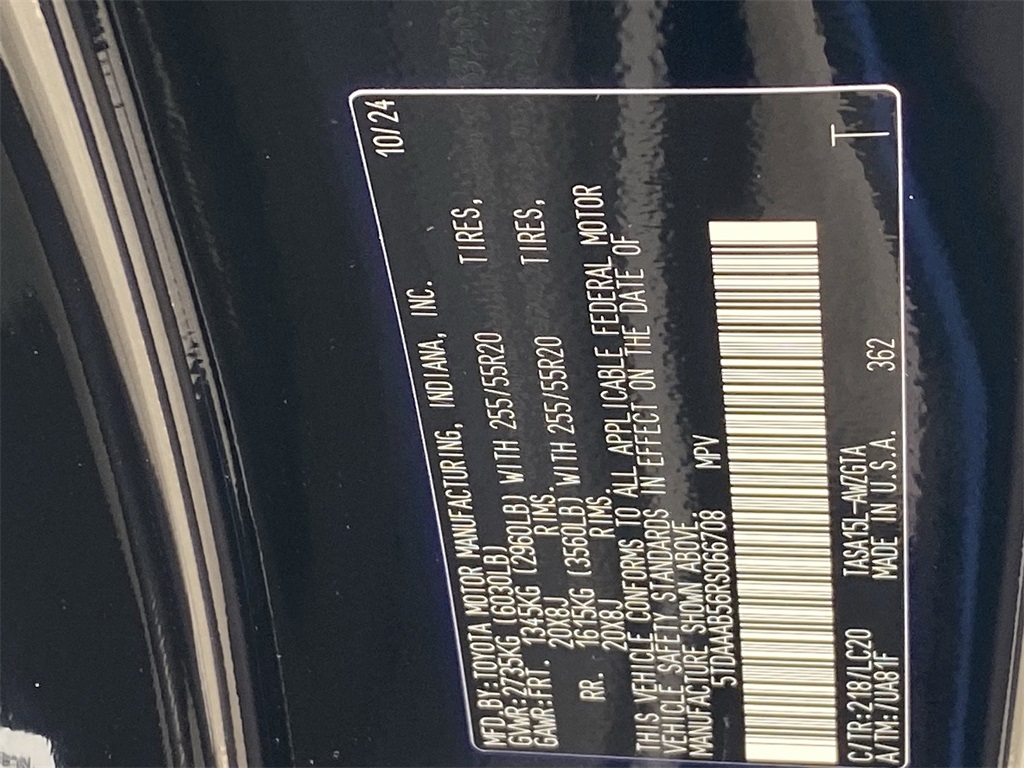 10/24
MFD.BY:TOYOTA MOTOR MANUFACTURING, INDIANA, INC.
GVWR:2735KG (6030LB)
GAWR:FRT. 1345KG (2960LB) WITH 255/55R20 TIRES,
20X8J RIMS.
RR. 1615KG (3560LB) WITH 255/55R20 TIRES,
20X8J RIMS.
THIS VEHICLE CONFORMS TO ALL APPLICABLE FEDERAL MOTOR
VEHICLE SAFETY STANDARDS IN EFFECT ON THE DATE OF
MANUFACTURE SHOWN ABOVE.
5TDAAAB56RS066708 MPV
C/TR:218/LC20 TASA15L-AWZGTA 362 T
A/TM:/UA81F MADE IN U.S.A.